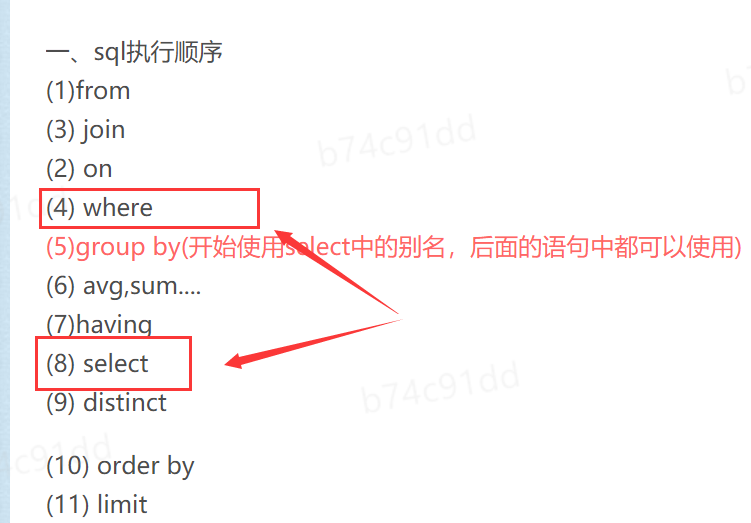 一、sql执行顺序
(1)from
(3) join
b74c91dd
(2) on
(4) where
(5)group by(开始使用select中的别名，后面的语句中都可以使用)
(6) avg,sum....
(7)having
(8) select
(9) distinct
b74c91dd
(10) order by
(11) limit